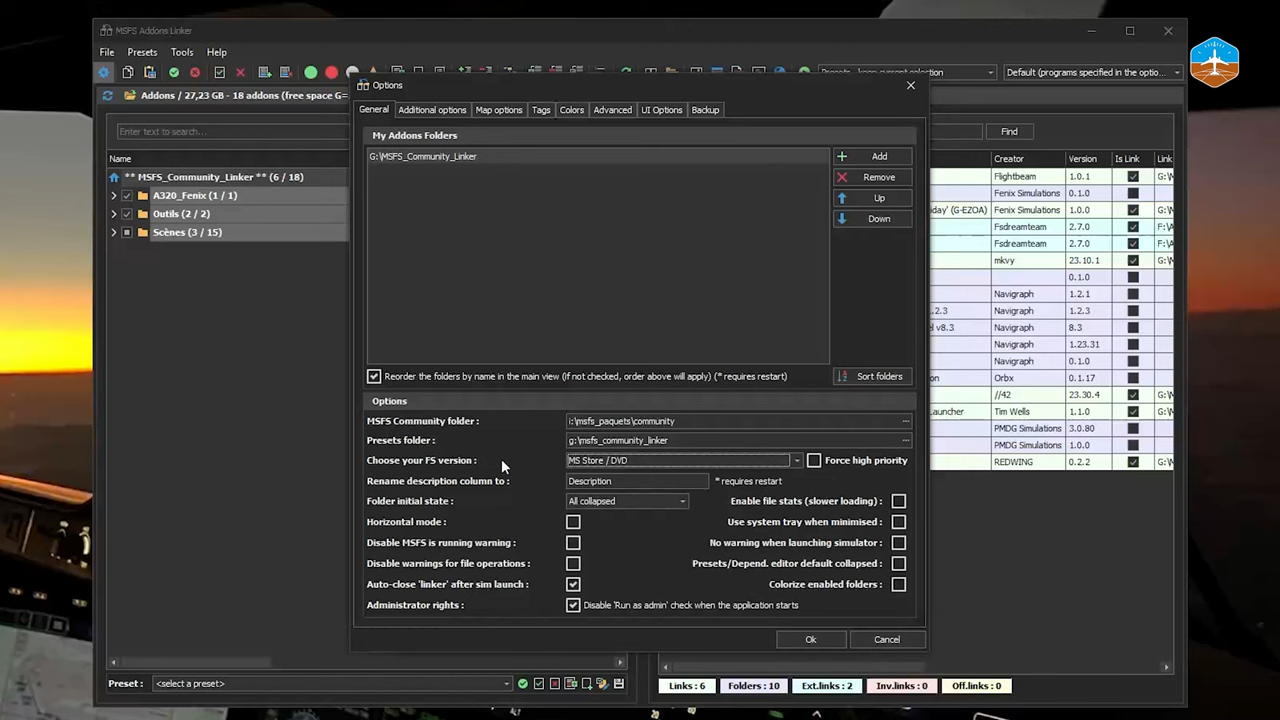 MSFS Addons Linker
File Presets Tools Help
Default (programs specified in the optio...
Addons / 27,23 GB - 18 addons (free space G=
Enter text to search...
Name
** MSFS_Community_Linker ** (6 / 18)
A320_Fenix (1 / 1)
Outils (2 / 2)
Scènes (3 / 15)
Options
General Additional options Map options Tags Colors Advanced UI Options Backup
My Addons Folders
G:\MSFS_Community_Linker
Add
Remove
Up
Down
Reorder the folders by name in the main view (if not checked, order above will apply) (* requires restart)
Sort folders
Options
MSFS Community folder : i:\msfs_paquets\community ...
Presets folder : g:\msfs_community_linker ...
Chose your FS version : MS Store / DVD Force high priority
Rename description column to : Description * requires restart
Folder initial state : All collapsed Enable file stats (slower loading) :
Horizontal mode : Use system tray when minimised :
Disable MSFS is running warning : No warning when launching simulator :
Disable warnings for file operations : Presets/Depend. editor default collapsed :
Auto-close 'linker' after sim launch : Colorize enabled folders :
Administrator rights : Disable 'Run as admin' check when the application starts
Ok Cancel
Find
Creator Version Is Link Link
Flightbeam 1.0.1 G:\M
Fenix Simulations 0.1.0
day' (G-EZOA) Fenix Simulations 1.0.0 G:\M
Fsdreamteam 2.7.0 F:\A
Fsdreamteam 2.7.0 F:\A
mkvy 23.10.1 G:\M
0.1.0
Navigraph 1.2.1
.2.3 Navigraph 1.2.3
el v8.3 Navigraph 8.3
Navigraph 1.23.31
Navigraph 0.1.0
on Orbx 0.1.17
//42 23.30.4 G:\M
auncher Tim Wells 1.1.0 G:\M
PMDG Simulations 3.0.80
PMDG Simulations 1.0.0
REDWING 0.2.2 G:\M
Preset : <select a preset>
Links : 6 Folders : 10 Ext.links : 2 Inv.links : 0 Off.links : 0